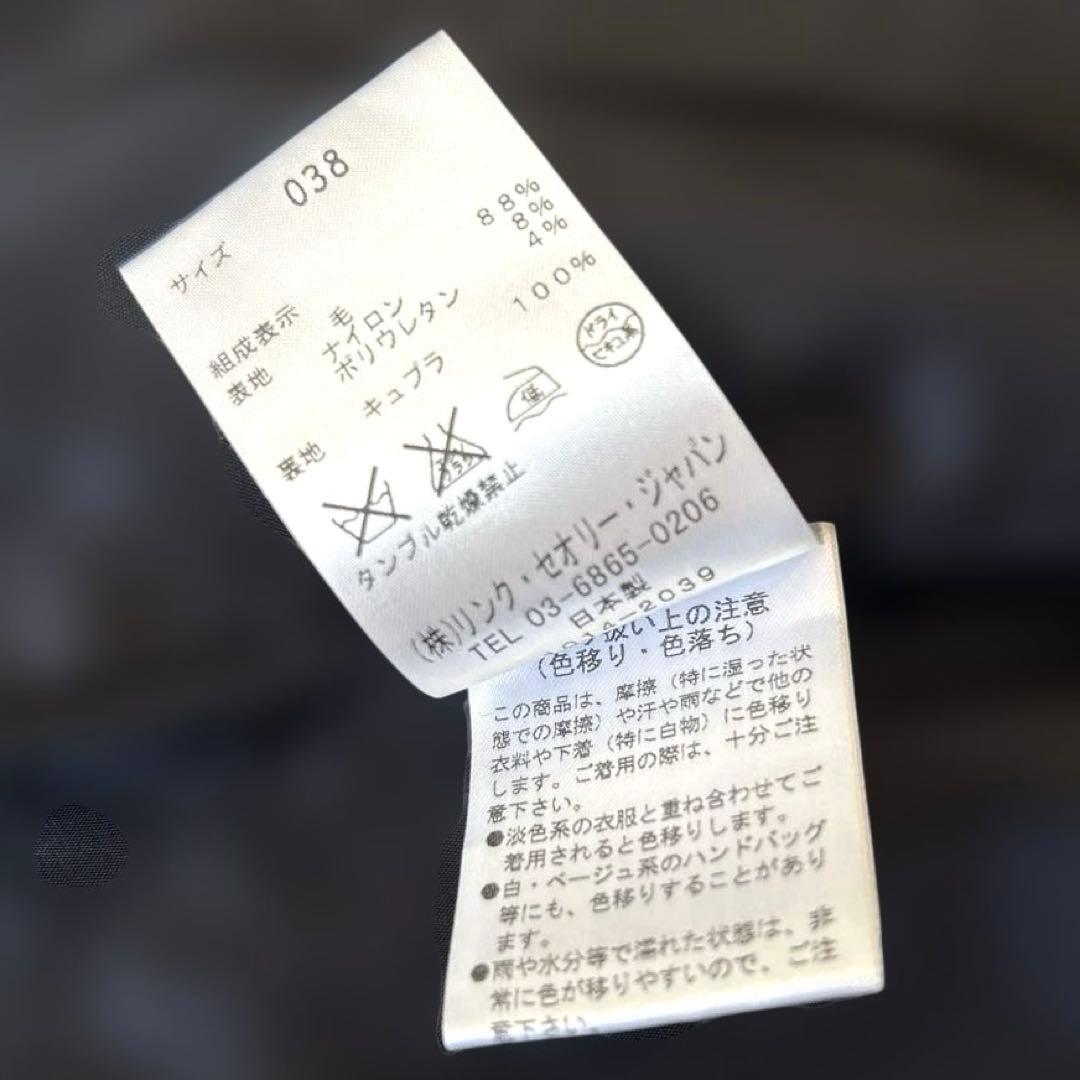 サイズ 038
組成表示
表地 毛 88%
ナイロン 8%
ポリウレタン 4%
裏地 キュプラ 100%
低
ドライ
セキユ系
タンブル乾燥禁止
(株)リンク・セオリー・ジャパン
TEL 03-6865-0206
日本製
2039
扱い上の注意
(色移り・色落ち)
この商品は、摩擦(特に湿った状
態での摩擦)や汗や雨などで他の
衣料や下着(特に白物)に色移り
します。ご着用の際は、十分ご注
意下さい。
●淡色系の衣服と重ね合わせてご
着用されると色移りします。
●白・ベージュ系のハンドバッグ
等にも、色移りすることがあり
ます。
●雨や水分等で濡れた状態は、非
常に色が移りやすいので、ご注
意下さい。